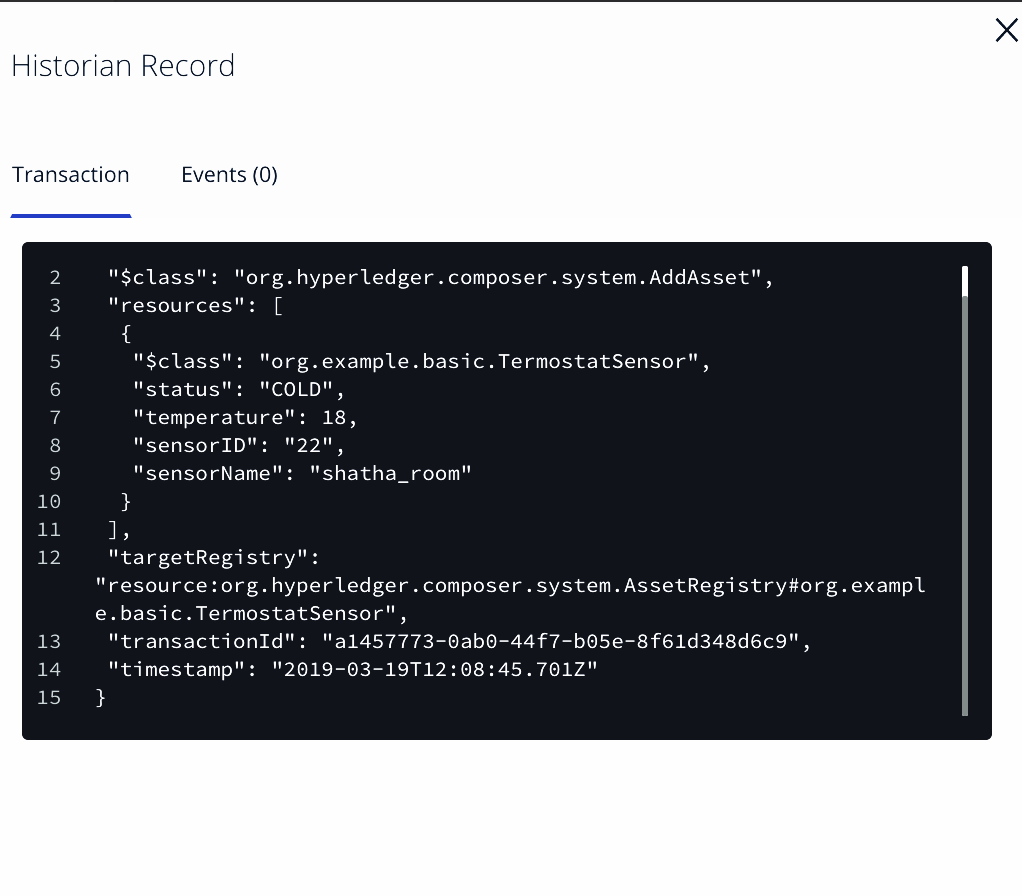 Historian Record
Transaction Events (0)
2 "$class": "org.hyperledger.composer.system.AddAsset",
3 "resources": [
4 {
5 "$class": "org.example.basic.TermostatSensor",
6 "status": "COLD",
7 "temperature": 18,
8 "sensorID": "22",
9 "sensorName": "shatha_room"
10 }
11 ],
12 "targetRegistry":
"resource:org.hyperledger.composer.system.AssetRegistry#org.exampl
e.basic.TermostatSensor",
13 "transactionId": "a1457773-0ab0-44f7-b05e-8f61d348d6c9",
14 "timestamp": "2019-03-19T12:08:45.701Z"
15 }